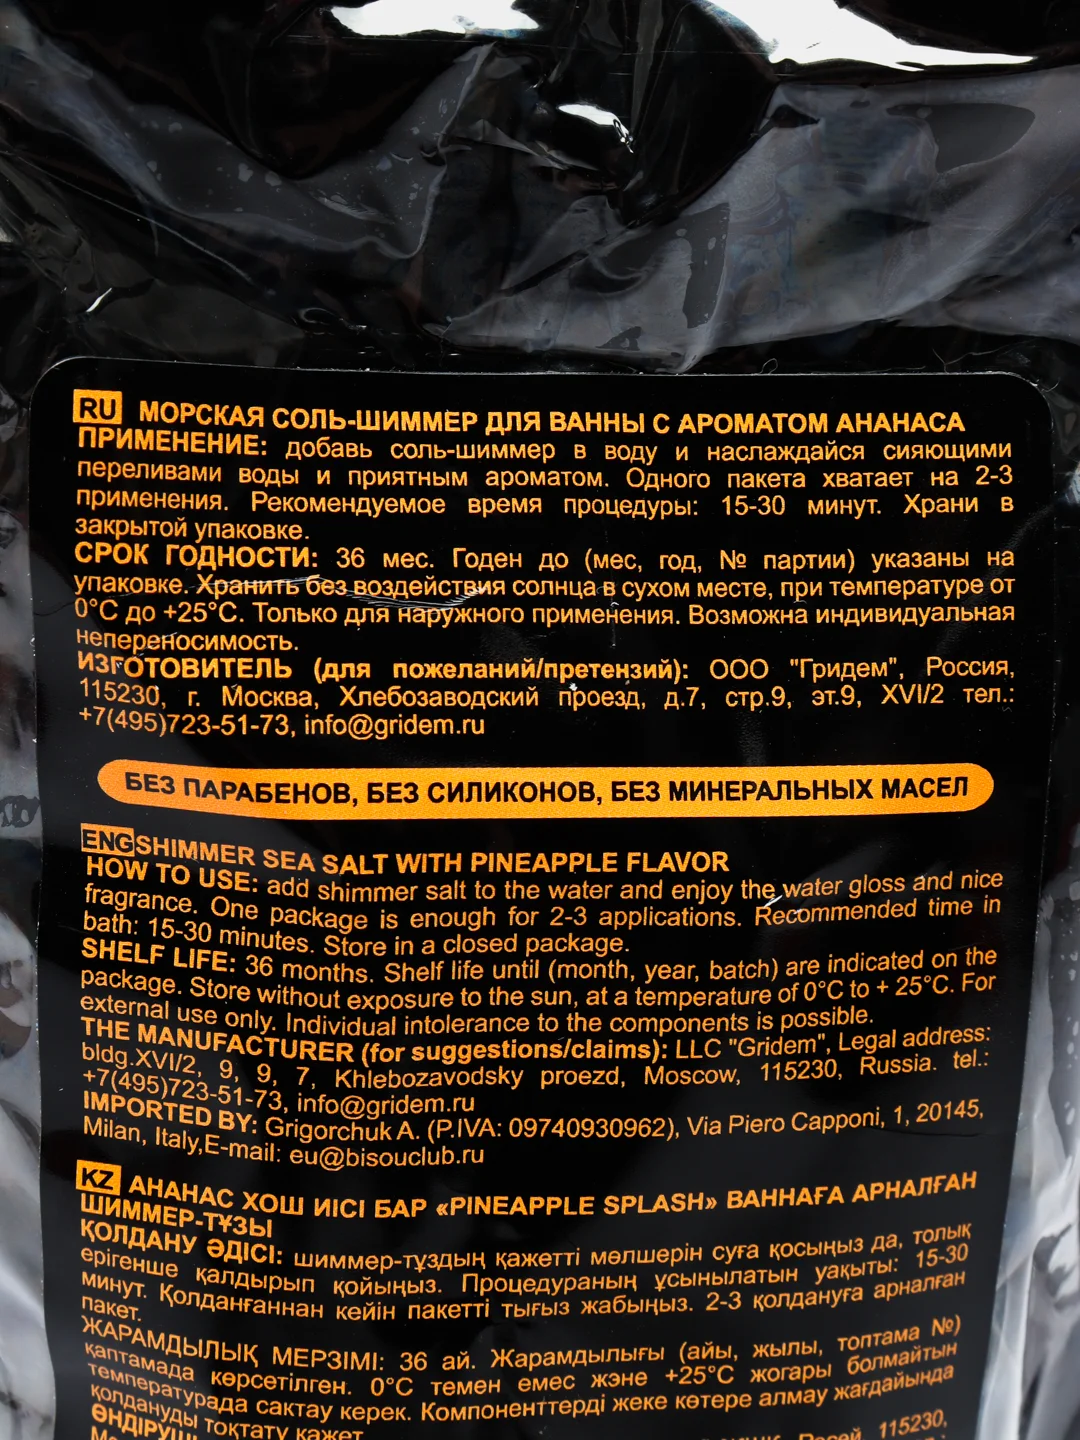 RU МОРСКАЯ СОЛЬ-ШИММЕР ДЛЯ ВАННЫ С АРОМАТОМ АНАНАСА
ПРИМЕНЕНИЕ: добавь соль-шиммер в воду и наслаждайся сияющими
переливами воды и приятным ароматом. Одного пакета хватает на 2-3
применения. Рекомендуемое время процедуры: 15-30 минут. Храни в
закрытой упаковке.
СРОК ГОДНОСТИ: 36 мес. Годен до (мес, год, № партии) указаны на
упаковке. Хранить без воздействия солнца в сухом месте, при температуре от
0°С до +25°С. Только для наружного применения. Возможна индивидуальная
непереносимость.
ИЗГОТОВИТЕЛЬ (для пожеланий/претензий): ООО "Гридем", Россия,
115230, г. Москва, Хлебозаводский проезд, д.7, стр.9, эт.9, XVI/2 тел.:
+7(495)723-51-73, info@gridem.ru
БЕЗ ПАРАБЕНОВ, БЕЗ СИЛИКОНОВ, БЕЗ МИНЕРАЛЬНЫХ МАСЕЛ
ENG SHIMMER SEA SALT WITH PINEAPPLE FLAVOR
HOW TO USE: add shimmer salt to the water and enjoy the water gloss and nice
fragrance. One package is enough for 2-3 applications. Recommended time in
bath: 15-30 minutes. Store in a closed package.
SHELF LIFE: 36 months. Shelf life until (month, year, batch) are indicated on the
package. Store without exposure to the sun, at a temperature of 0°C to + 25°C. For
external use only. Individual intolerance to the components is possible.
THE MANUFACTURER (for suggestions/claims): LLC "Gridem", Legal address:
bldg.XVI/2, 9, 9, 7, Khlebozavodsky proezd, Moscow, 115230, Russia. tel.:
+7(495)723-51-73, info@gridem.ru
IMPORTED BY: Grigorchuk A. (P.IVA: 09740930962), Via Piero Capponi, 1, 20145,
Milan, Italy,E-mail: eu@bisouclub.ru
KZ АНАНАС ХОШ ИІСІ БАР «PINEAPPLE SPLASH» ВАННАҒА АРНАЛҒАН
ШИММЕР-ТҰЗЫ
ҚОЛДАНУ ӘДІСІ: шиммер-тұздың қажетті мөлшерін суға қосыңыз да, толық
ерігенше қалдырып қойыңыз. Процедураның ұсынылатын уақыты: 15-30
минут. Қолданғаннан кейін пакетті тығыз жабыңыз. 2-3 қолдануға арналған
пакет.
ЖАРАМДЫЛЫҚ МЕРЗІМІ: 36 ай. Жарамдылығы (айы, жылы, топтама №)
қаптамада көрсетілген. 0°С темен емес жэне +25°С жогары болмайтын
температурада сактау керек. Компоненттерді жеке көтере алмау жағдайында
қолдануды тоқтату қажет.
115230,